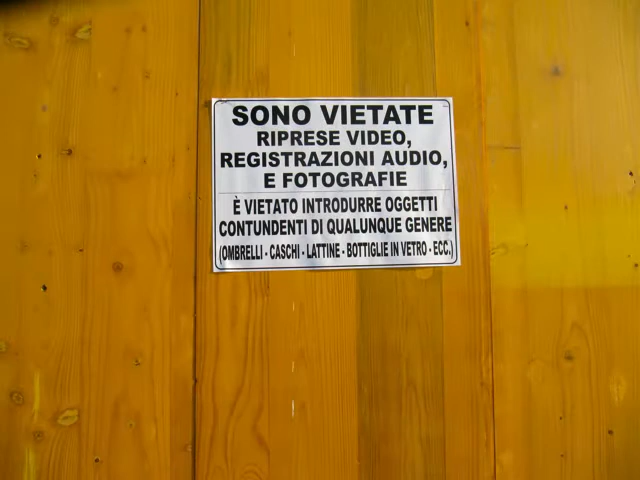 SONO VIETATE
RIPRESE VIDEO,
REGISTRAZIONI AUDIO,
E FOTOGRAFIE
È VIETATO INTRODURRE OGGETTI
CONTUNDENTI DI QUALUNQUE GENERE
(OMBRELLI - CASCHI - LATTINE - BOTTIGLIE IN VETRO - ECC.)